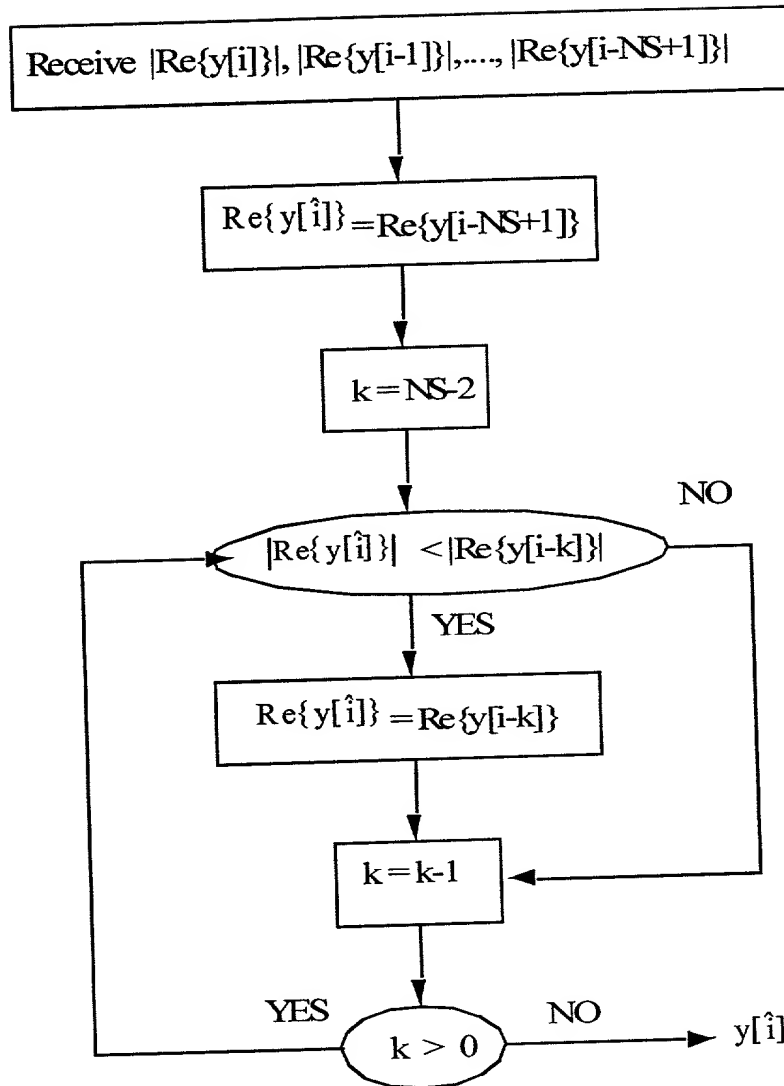 Receive |Re{y[i]}|, |Re{y[i-1]}|,...., |Re{y[i-NS+1]}|
Re{y[î]}=Re{y[i-NS+1]}
k=NS-2
NO
|Re{y[î]}| <|Re{y[i-k]}|
YES
Re{y[î]}=Re{y[i-k]}
k=k-1
YES
NO
k > 0
y[î]